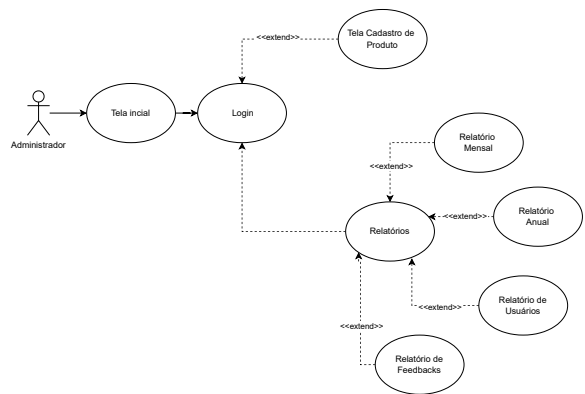 <<extend>>
Tela Cadastro de
Produto
Administrador
Tela incial
Login
Relatório
Mensal
<<extend>>
Relatório
Anual
<<extend>>
Relatórios
Relatório de
Usuários
<<extend>>
<<extend>>
Relatório de
Feedbacks